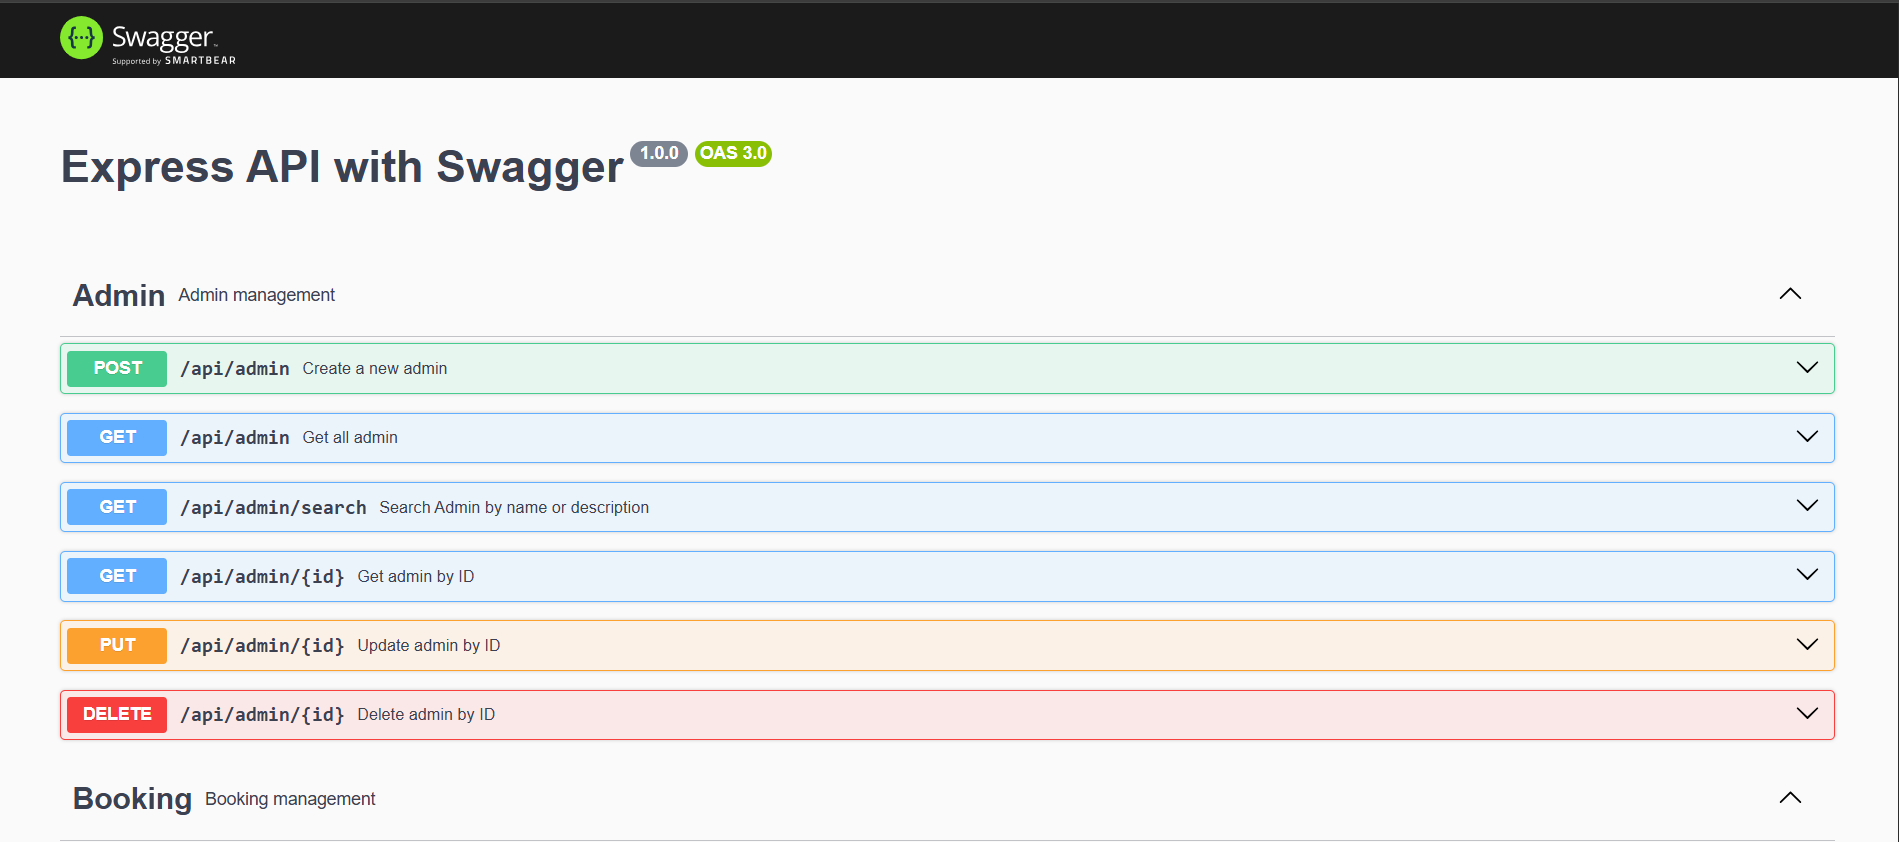 Swagger
Supported by SMARTBEAR
Express API with Swagger 1.0.0 OAS 3.0
Admin Admin management
POST /api/admin Create a new admin
GET /api/admin Get all admin
GET /api/admin/search Search Admin by name or description
GET /api/admin/{id} Get admin by ID
PUT /api/admin/{id} Update admin by ID
DELETE /api/admin/{id} Delete admin by ID
Booking Booking management